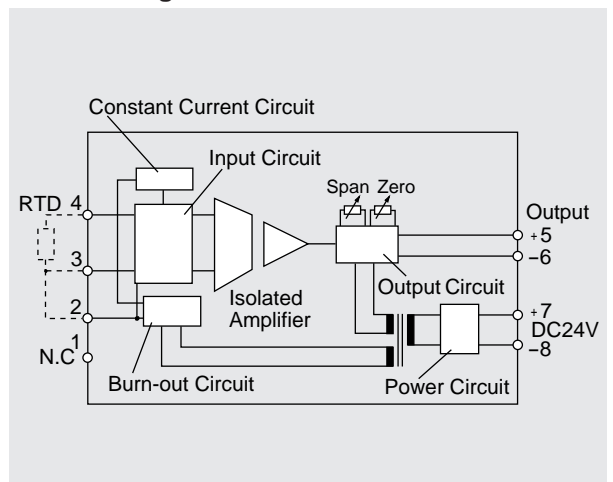 Constant Current Circuit
Input Circuit
Span Zero
RTD 4
Output
+5
3
−6
Output Circuit
Isolated
Amplifier
2
+7
DC24V
1
N.C
−8
Burn-out Circuit
Power Circuit